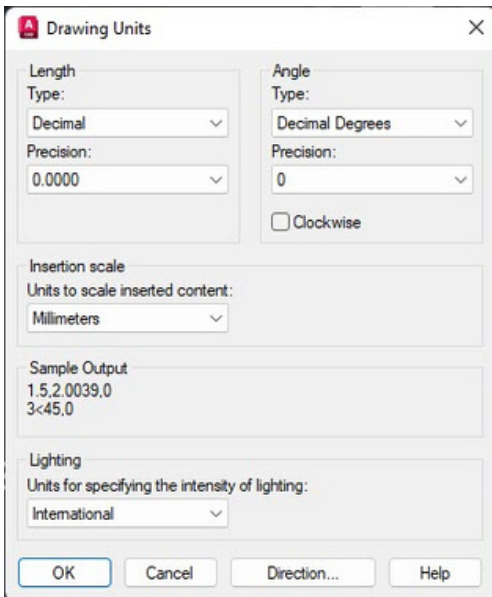 Drawing Units
Length
Type:
Decimal
Precision:
0.0000
Angle
Type:
Decimal Degrees
Precision:
0
Clockwise
Insertion scale
Units to scale inserted content:
Millimeters
Sample Output
1.5,2.0039,0
3<45,0
Lighting
Units for specifying the intensity of lighting:
International
OK
Cancel
Direction...
Help